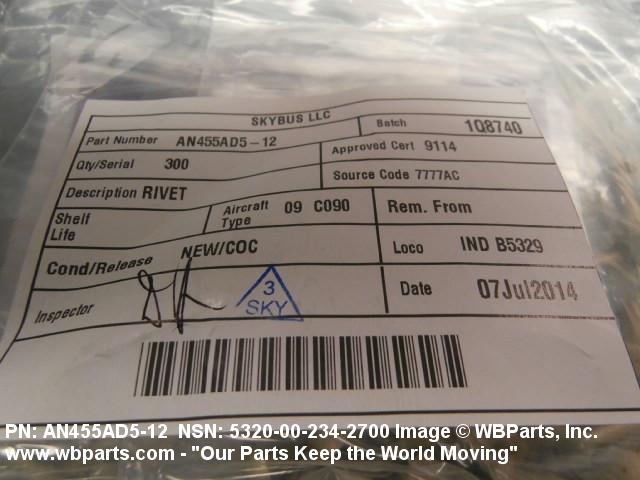 SKYBUS LLC
Part Number AN455AD5-12 Batch 1Q8740
Qty/Serial 300 Approved Cert 9114
Description RIVET Source Code 7777AC
Shelf Life Aircraft Type 09 C090 Rem. From
Cond/Release NEW/COC Loco IND B5329
Inspector 3 SKY Date 07Jul2014
PN: AN455AD5-12 NSN: 5320-00-234-2700 Image © WBParts, Inc.
www.wbparts.com - "Our Parts Keep the World Moving"